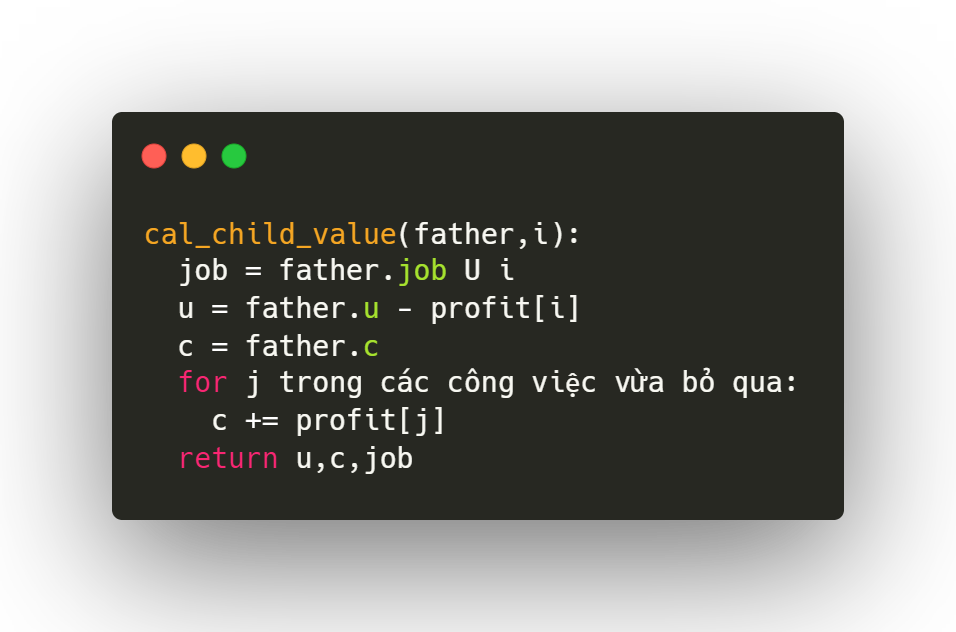 cal_child_value(father,i):
job = father.job U i
u = father.u - profit[i]
c = father.c
for j trong các công việc vừa bỏ qua:
c += profit[j]
return u,c,job